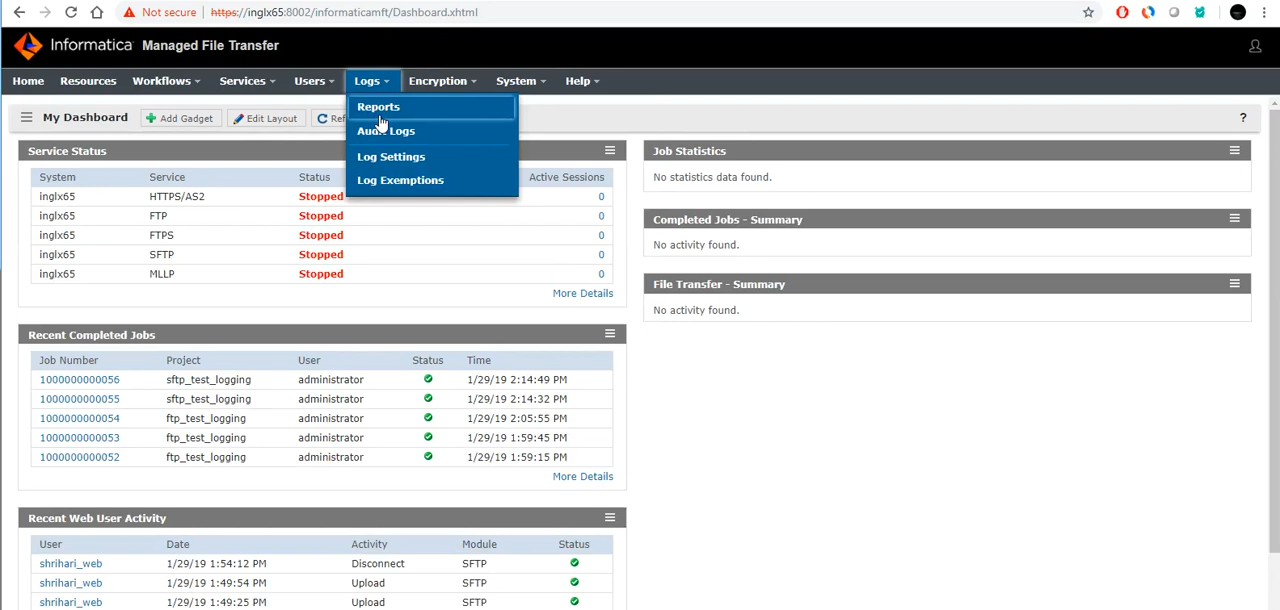 Not secure https://inglx65:8002/informaticamft/Dashboard.xhtml
Informatica Managed File Transfer
Home Resources Workflows Services Users Logs Encryption System Help
My Dashboard Add Gadget Edit Layout ?
Reports
Audit Logs
Log Settings
Log Exemptions
Service Status
System Service Status Active Sessions
inglx65 HTTPS/AS2 Stopped 0
inglx65 FTP Stopped 0
inglx65 FTPS Stopped 0
inglx65 SFTP Stopped 0
inglx65 MLLP Stopped 0
More Details
Recent Completed Jobs
Job Number Project User Status Time
1000000000056 sftp_test_logging administrator 1/29/19 2:14:49 PM
1000000000055 sftp_test_logging administrator 1/29/19 2:14:32 PM
1000000000054 ftp_test_logging administrator 1/29/19 2:05:55 PM
1000000000053 ftp_test_logging administrator 1/29/19 1:59:45 PM
1000000000052 ftp_test_logging administrator 1/29/19 1:59:15 PM
More Details
Recent Web User Activity
User Date Activity Module Status
shrihari_web 1/29/19 1:54:12 PM Disconnect SFTP
shrihari_web 1/29/19 1:49:54 PM Upload SFTP
shrihari_web 1/29/19 1:49:25 PM Upload SFTP
Job Statistics
No statistics data found.
Completed Jobs - Summary
No activity found.
File Transfer - Summary
No activity found.